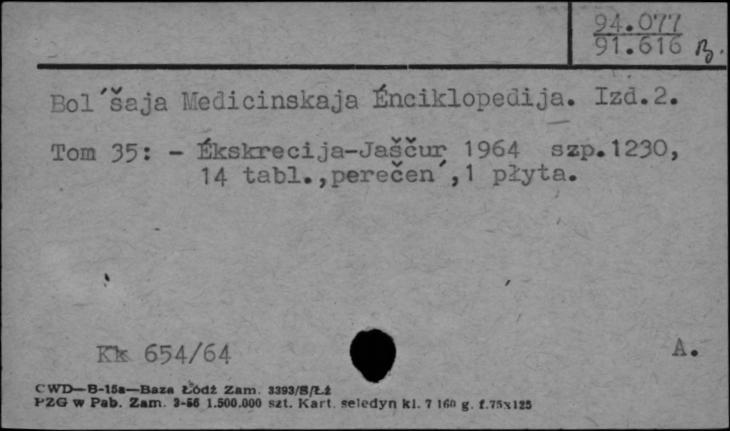 94.077
91.616 B.
Bol´šaja Medicinskaja Énciklopedija. Izd.2.
Tom 35: - Ékskrecija-Jaščur 1964 szp.1230,
14 tabl.,perečen´,1 płyta.
Kk 654/64
A.
CWD—B-15a—Baza Łódź Zam. 3393/S/Łź
PZG w Pab. Zam. 3-56 1.500.000 szt. Kart. seledyn kl. 7 160 g. f.75x125